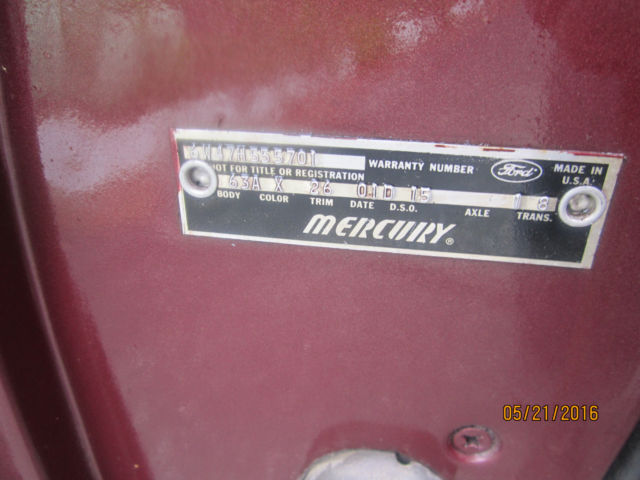 6W47H555701 WARRANTY NUMBER Ford MADE IN U.S.A.
NOT FOR TITLE OR REGISTRATION
63A X 26 01D 15 1 8
BODY COLOR TRIM DATE D.S.O. AXLE TRANS.
MERCURY®
05/21/2016